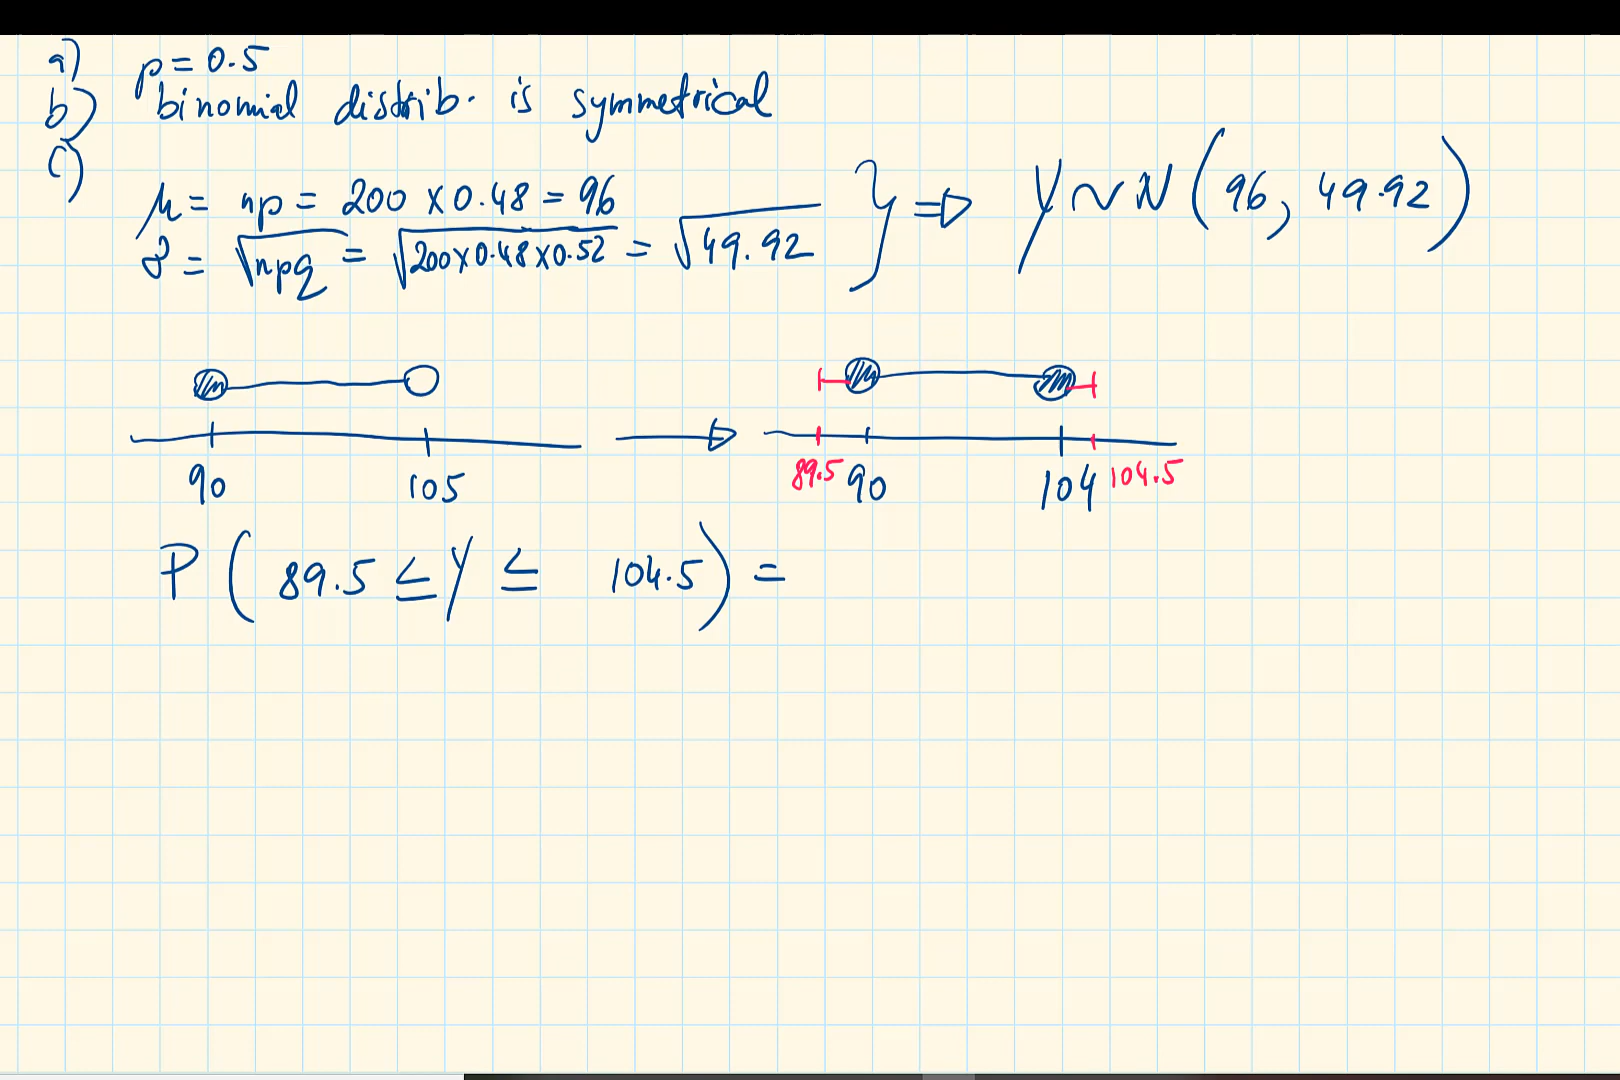 a) p = 0.5
b) binomial distrib. is symmetrical
c)
μ = np = 200 × 0.48 = 96
σ = √npq = √200×0.48×0.52 = √49.92 } ⇒ Y ~ N (96, 49.92)
90 105 → 89.5 90 104 104.5
P ( 89.5 ≤ Y ≤ 104.5 ) =